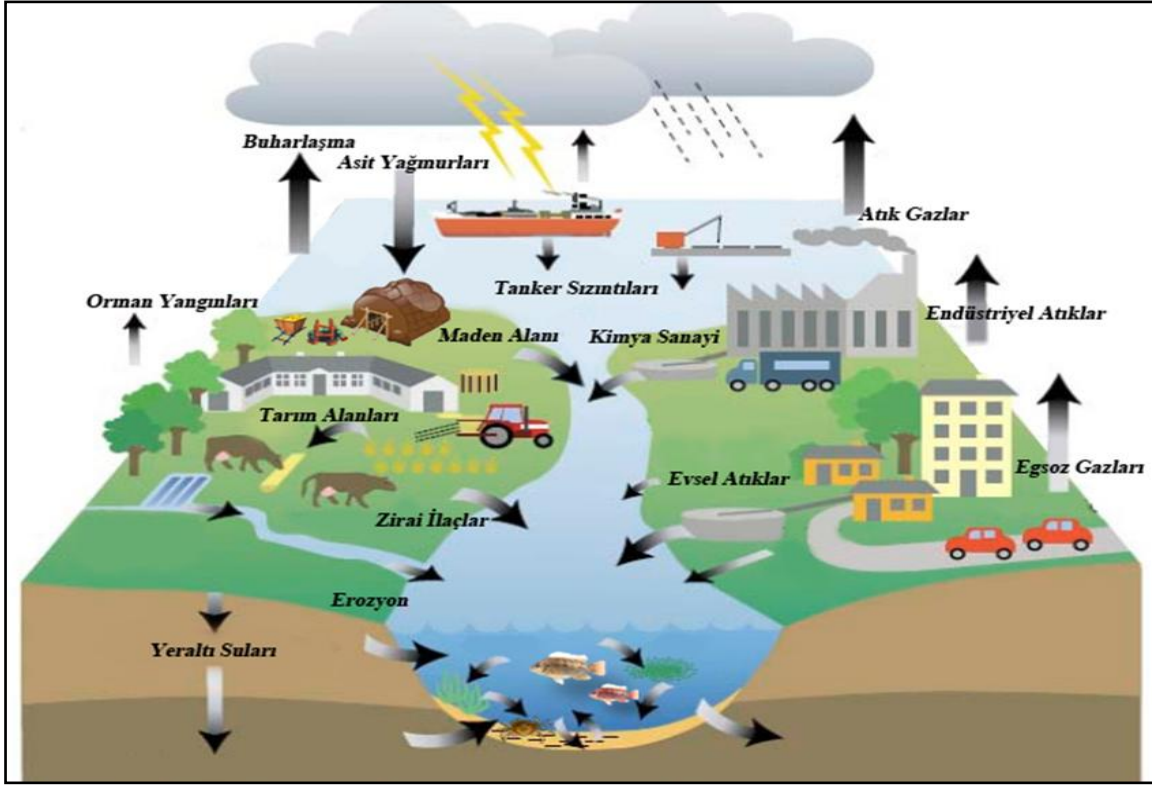 Buharlaşma
Asit Yağmurları
Atık Gazlar
Tanker Sızıntıları
Orman Yangınları
Endüstriyel Atıklar
Maden Alanı
Kimya Sanayi
Tarım Alanları
Egsoz Gazları
Evsel Atıklar
Zirai İlaçlar
Erozyon
Yeraltı Suları